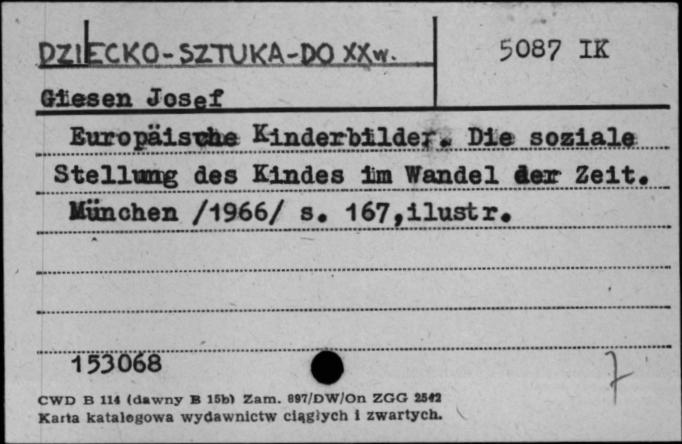 DZIECKO-SZTUKA-DO XXw.
5087 IK
Giesen Josef
Europäische Kinderbilder. Die soziale
Stellung des Kindes im Wandel der Zeit.
München /1966/ s. 167,ilustr.
153068
7
CWD B 114 (dawny B 15b) Zam. 897/DW/On ZGG 2542
Karta katalogowa wydawnictw ciągłych i zwartych.